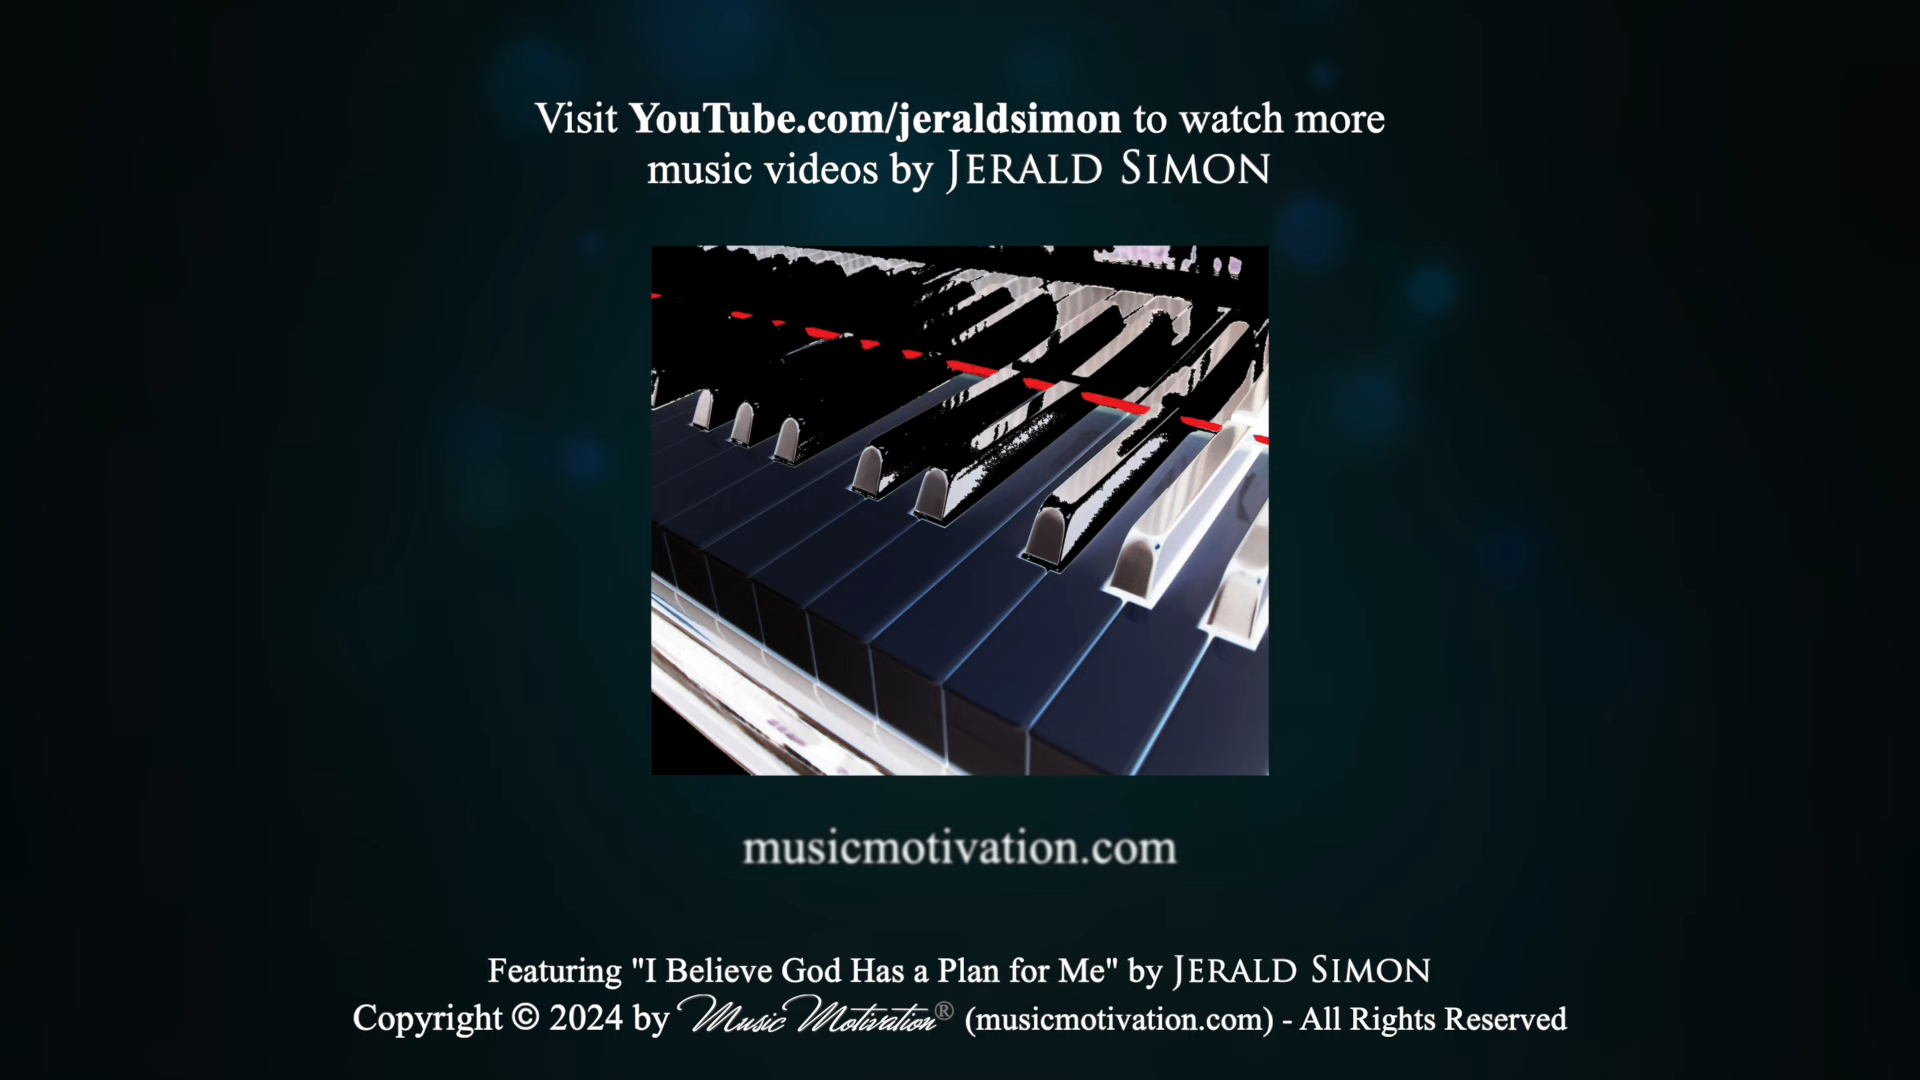 Visit YouTube.com/jeraldsimon to watch more
music videos by JERALD SIMON
musicmotivation.com
Featuring "I Believe God Has a Plan for Me" by JERALD SIMON
Copyright © 2024 by Music Motivation® (musicmotivation.com) - All Rights Reserved